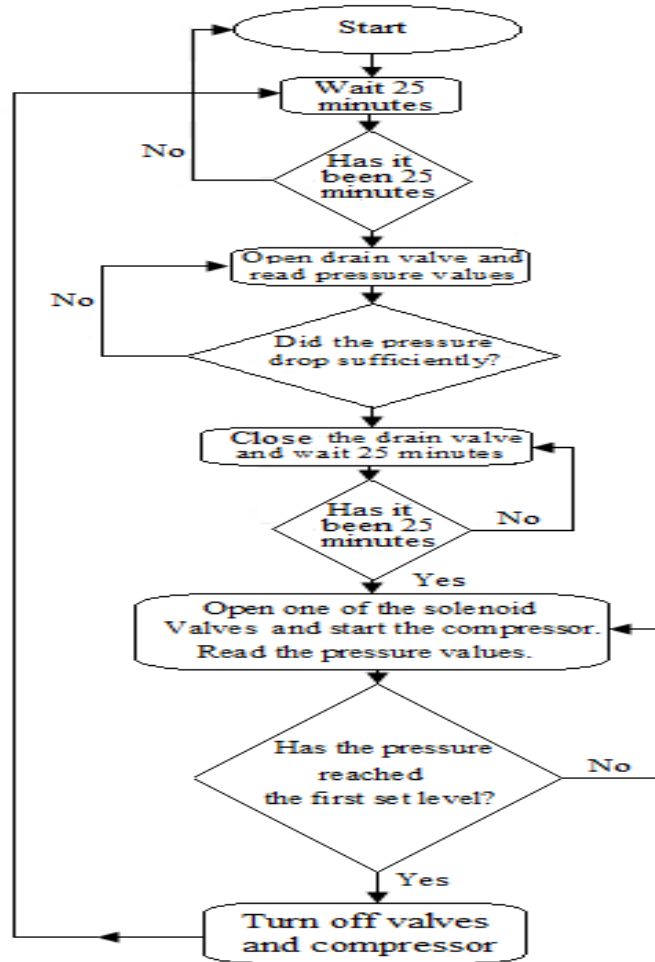 Start
Wait 25
minutes
No
Has it
been 25
minutes
Open drain valve and
read pressure values
No
Did the pressure
drop sufficiently?
Close the drain valve
and wait 25 minutes
Has it
been 25
minutes
No
Yes
Open one of the solenoid
Valves and start the compressor.
Read the pressure values.
Has the pressure
reached
the first set level?
No
Yes
Turn off valves
and compressor